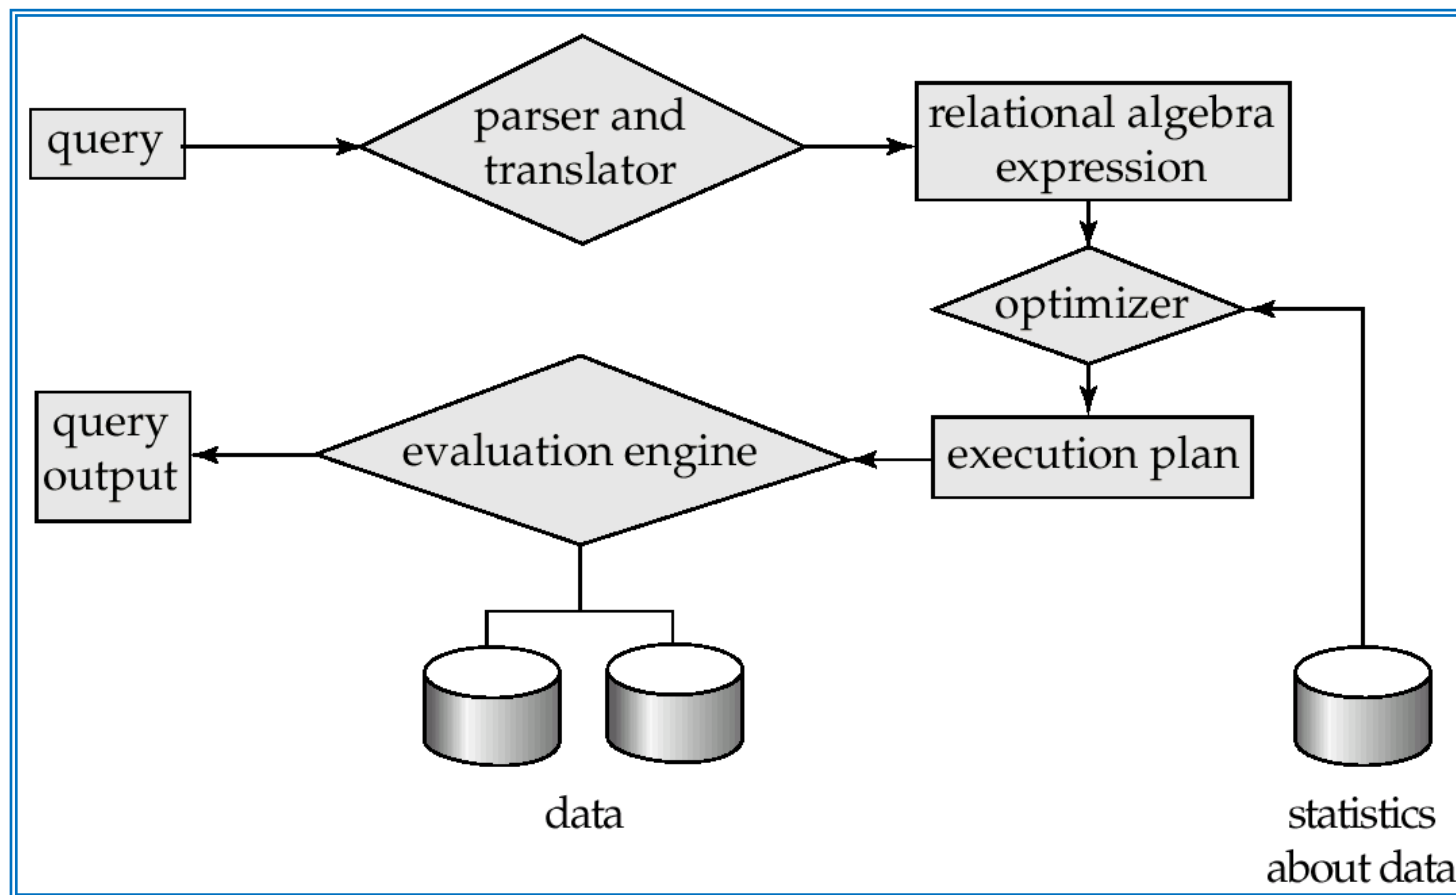 query
parser and
translator
relational algebra
expression
optimizer
query
output
evaluation engine
execution plan
data
statistics
about data